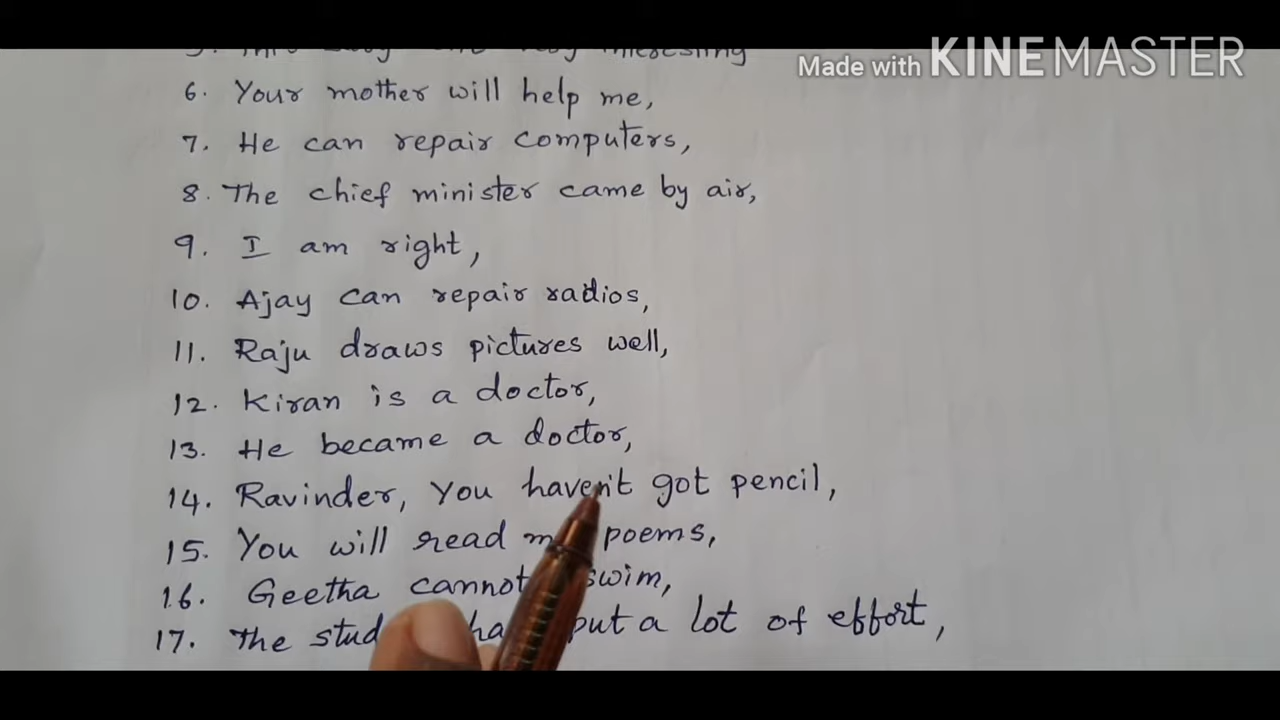 Made with KINEMASTER
interesting
6. Your mother will help me,
7. He can repair computers,
8. The chief minister came by air,
9. I am right,
10. Ajay can repair radios,
11. Raju draws pictures well,
12. Kiran is a doctor,
13. He became a doctor,
14. Ravinder, You haven't got pencil,
15. You will read poems,
16. Geetha cannot swim,
17. The put a lot of effort,